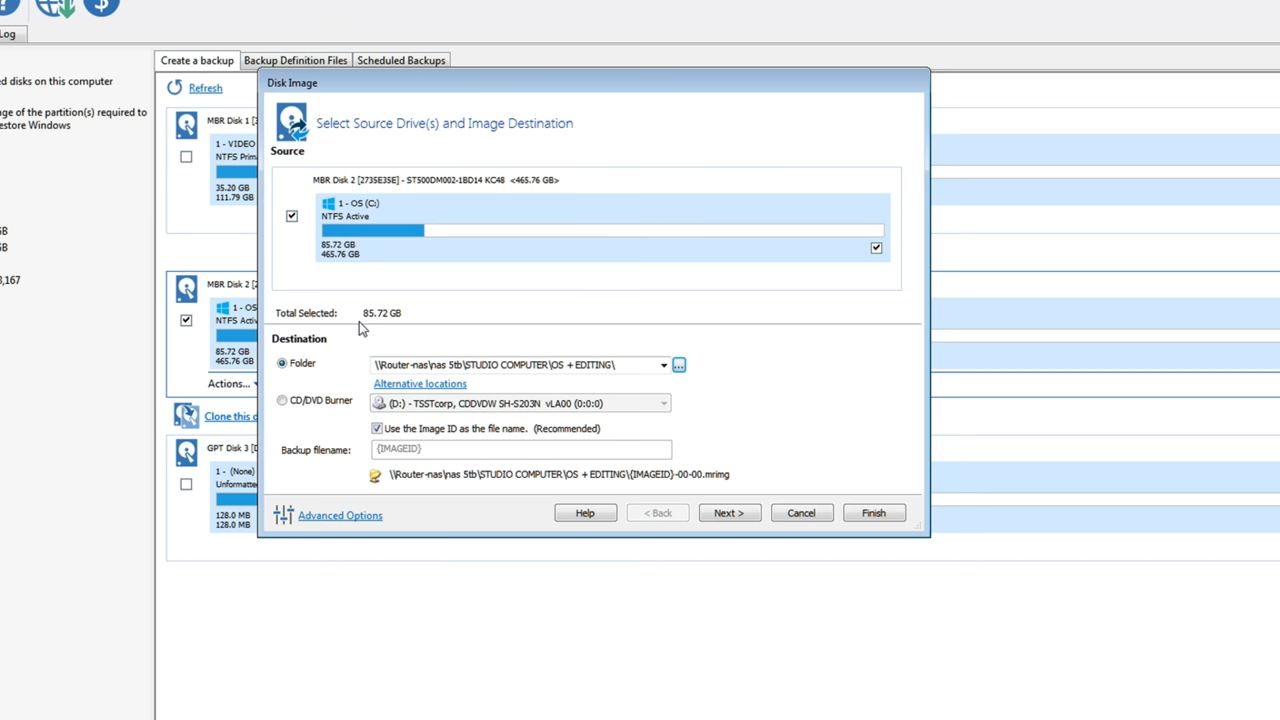 Log
Create a backup
Backup Definition Files
Scheduled Backups
ed disks on this computer
Refresh
ge of the partition(s) required to
estore Windows
GB
GB
3,167
MBR Disk 1 [3
1 - VIDEO
NTFS Prim
35.20 GB
111.79 GB
MBR Disk 2 [2
1 - OS
NTFS Activ
85.72 GB
465.76 GB
Actions...
Clone this d
GPT Disk 3 [D
1 - (None)
Unformatted
128.0 MB
128.0 MB
Disk Image
Select Source Drive(s) and Image Destination
Source
MBR Disk 2 [2735E35E] - ST500DM002-1BD14 KC48 <465.76 GB>
1 - OS (C:)
NTFS Active
85.72 GB
465.76 GB
Total Selected: 85.72 GB
Destination
Folder
\\Router-nas\nas 5tb\STUDIO COMPUTER\OS + EDITING\
...
Alternative locations
CD/DVD Burner
(D:) - TSSTcorp, CDDVDW SH-S203N vLA00 (0:0:0)
Use the Image ID as the file name. (Recommended)
Backup filename: {IMAGEID}
\\Router-nas\nas 5tb\STUDIO COMPUTER\OS + EDITING\{IMAGEID}-00-00.mrimg
Advanced Options
Help
< Back
Next >
Cancel
Finish